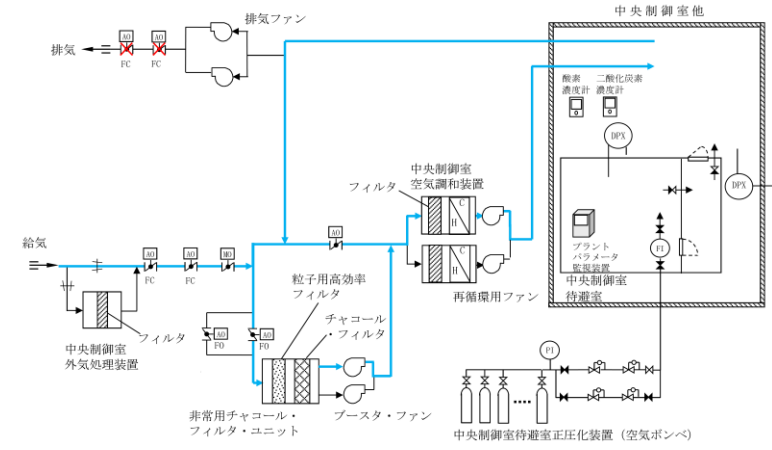 中央制御室他
排気ファン
排気
AO
AO
FC
FC
酸素
濃度計
二酸化炭素
濃度計
DPX
DPX
中央制御室
空気調和装置
フィルタ
C
H
C
H
再循環用ファン
プラント
パラメータ
監視装置
中央制御室
待避室
FI
給気
AO
AO
MO
FC
FC
AO
フィルタ
中央制御室
外気処理装置
粒子用高効率
フィルタ
チャコール
・フィルタ
AO
FO
AO
FO
非常用チャコール・
フィルタ・ユニット
ブースタ・ファン
PI
中央制御室待避室正圧化装置（空気ボンベ）